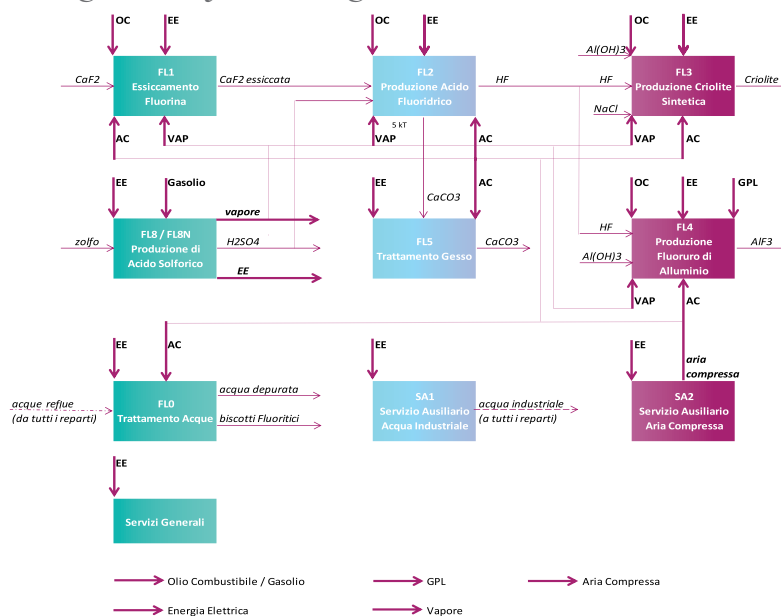 OC
EE
OC
EE
Al(OH)3
OC
EE
CaF2
FL1
Essiccamento
Fluorina
CaF2 essiccata
FL2
Produzione Acido
Fluoridrico
HF
HF
FL3
Produzione Criolite
Sintetica
Criolite
NaCl
5 kT
AC
VAP
VAP
AC
VAP
AC
EE
Gasolio
EE
CaCO3
AC
OC
EE
GPL
vapore
zolfo
FL8 / FL8N
Produzione di
Acido Solforico
H2SO4
EE
FL5
Trattamento Gesso
CaCO3
HF
Al(OH)3
FL4
Produzione
Fluoruro di
Alluminio
AlF3
VAP
AC
EE
AC
EE
EE
aria
compressa
acque reflue
(da tutti i reparti)
FL0
Trattamento Acque
acqua depurata
biscotti Fluoritici
SA1
Servizio Ausiliario
Acqua Industriale
acqua industriale
(a tutti i reparti)
SA2
Servizio Ausiliario
Aria Compressa
EE
Servizi Generali
Olio Combustibile / Gasolio
GPL
Aria Compressa
Energia Elettrica
Vapore